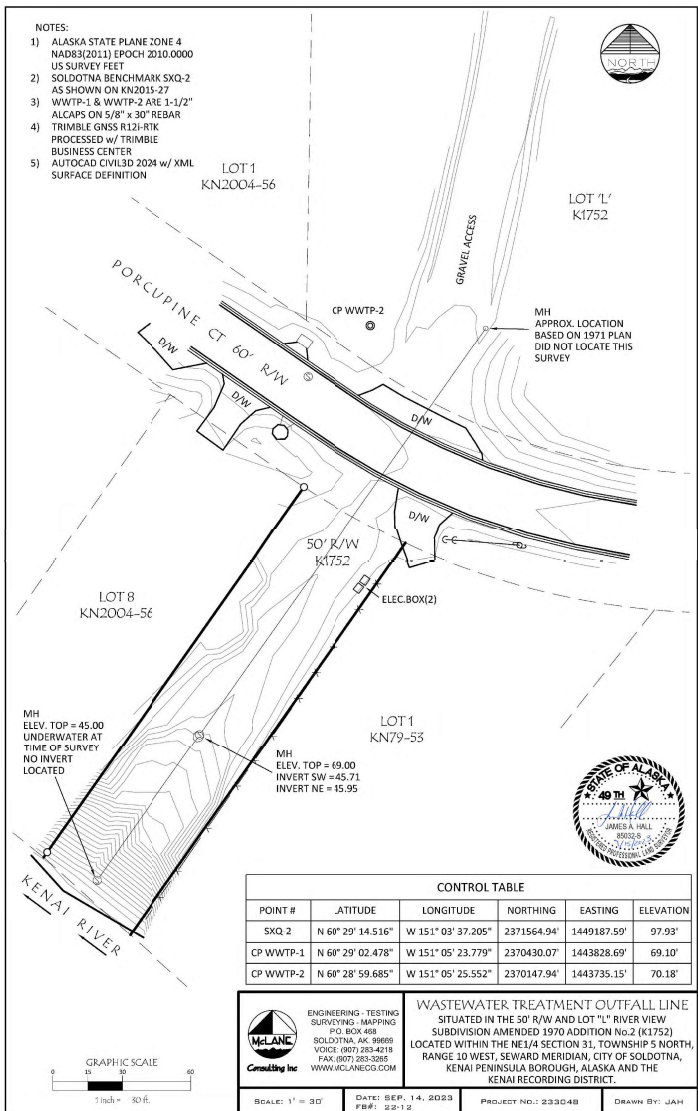 NOTES:
1) ALASKA STATE PLANE ZONE 4
NAD83(2011) EPOCH 2010.0000
US SURVEY FEET
2) SOLDOTNA BENCHMARK SXQ-2
AS SHOWN ON KN2015-27
3) WWTP-1 & WWTP-2 ARE 1-1/2"
ALCAPS ON 5/8" x 30" REBAR
4) TRIMBLE GNSS R12i-RTK
PROCESSED w/ TRIMBLE
BUSINESS CENTER
5) AUTOCAD CIVIL3D 2024 w/ XML
SURFACE DEFINITION
NORTH
LOT 1
KN2004-56
LOT 'L'
K1752
GRAVEL ACCESS
PORCUPINE CT 60' R/W
CP WWTP-2
MH
APPROX. LOCATION
BASED ON 1971 PLAN
DID NOT LOCATE THIS
SURVEY
D/W
D/W
D/W
D/W
50' R/W
K1752
ELEC.BOX(2)
LOT 8
KN2004-56
LOT 1
KN79-53
MH
ELEV. TOP = 45.00
UNDERWATER AT
TIME OF SURVEY
NO INVERT
LOCATED
MH
ELEV. TOP = 69.00
INVERT SW =45.71
INVERT NE =45.95
KENAI RIVER
STATE OF ALASKA
49 TH
JAMES A. HALL
85032-S
REGISTERED PROFESSIONAL LAND SURVEYOR
CONTROL TABLE
POINT # LATITUDE LONGITUDE NORTHING EASTING ELEVATION
SXQ 2 N 60° 29' 14.516" W 151° 03' 37.205" 2371564.94' 1449187.59' 97.93'
CP WWTP-1 N 60° 29' 02.478" W 151° 05' 23.779" 2370430.07' 1443828.69' 69.10'
CP WWTP-2 N 60° 28' 59.685" W 151° 05' 25.552" 2370147.94' 1443735.15' 70.18'
GRAPHIC SCALE
0 15 30 60
1 inch = 30 ft.
McLANE
Consulting Inc
ENGINEERING - TESTING
SURVEYING - MAPPING
P.O. BOX 468
SOLDOTNA, AK. 99669
VOICE: (907) 283-4218
FAX: (907) 283-3265
WWW.MCLANECG.COM
WASTEWATER TREATMENT OUTFALL LINE
SITUATED IN THE 50' R/W AND LOT "L" RIVER VIEW
SUBDIVISION AMENDED 1970 ADDITION No.2 (K1752)
LOCATED WITHIN THE NE1/4 SECTION 31, TOWNSHIP 5 NORTH,
RANGE 10 WEST, SEWARD MERIDIAN, CITY OF SOLDOTNA,
KENAI PENINSULA BOROUGH, ALASKA AND THE
KENAI RECORDING DISTRICT.
SCALE: 1" = 30'
DATE: SEP. 14, 2023
FB#: 22-12
PROJECT NO.: 233048
DRAWN BY: JAH